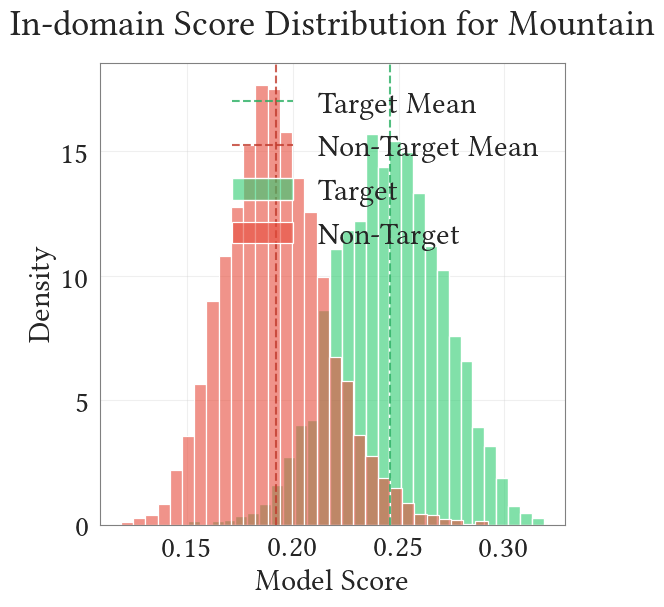 In-domain Score Distribution for Mountain
Target Mean
Non-Target Mean
Target
Non-Target
Density
15
10
5
0
0.15 0.20 0.25 0.30
Model Score